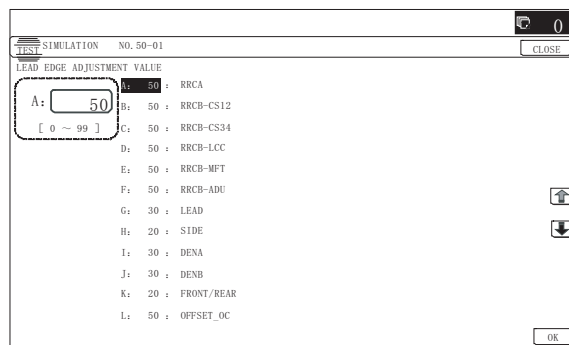 0
TEST SIMULATION NO.50-01
CLOSE
LEAD EDGE ADJUSTMENT VALUE
A: 50
[ 0 ~ 99 ]
A: 50 : RRCA
B: 50 : RRCB-CS12
C: 50 : RRCB-CS34
D: 50 : RRCB-LCC
E: 50 : RRCB-MFT
F: 50 : RRCB-ADU
G: 30 : LEAD
H: 20 : SIDE
I: 30 : DENA
J: 30 : DENB
K: 20 : FRONT/REAR
L: 50 : OFFSET_OC
OK